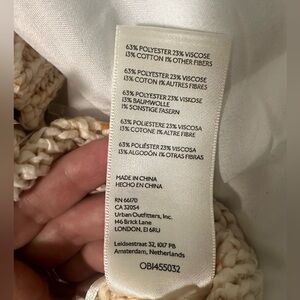 63% POLYESTER 23% VISCOSE
13% COTTON 1% OTHER FIBERS
63% POLYESTER 23% VISCOSE
13% COTON 1% AUTRES FIBRES
63% POLYESTER 23% VISKOSE
13% BAUMWOLLE
1% SONSTIGE FASERN
63% POLIESTERE 23% VISCOSA
13% COTONE 1% ALTRE FIBRE
63% POLIÉSTER 23% VISCOSA
13% ALGODÓN 1% OTRAS FIBRAS
MADE IN CHINA
HECHO EN CHINA
RN 66170
CA 32054
Urban Outfitters, Inc.
146 Brick Lane
LONDON, E1 6RU
Leidsestraat 32, 1017 PB
Amsterdam, Netherlands
OB1455032